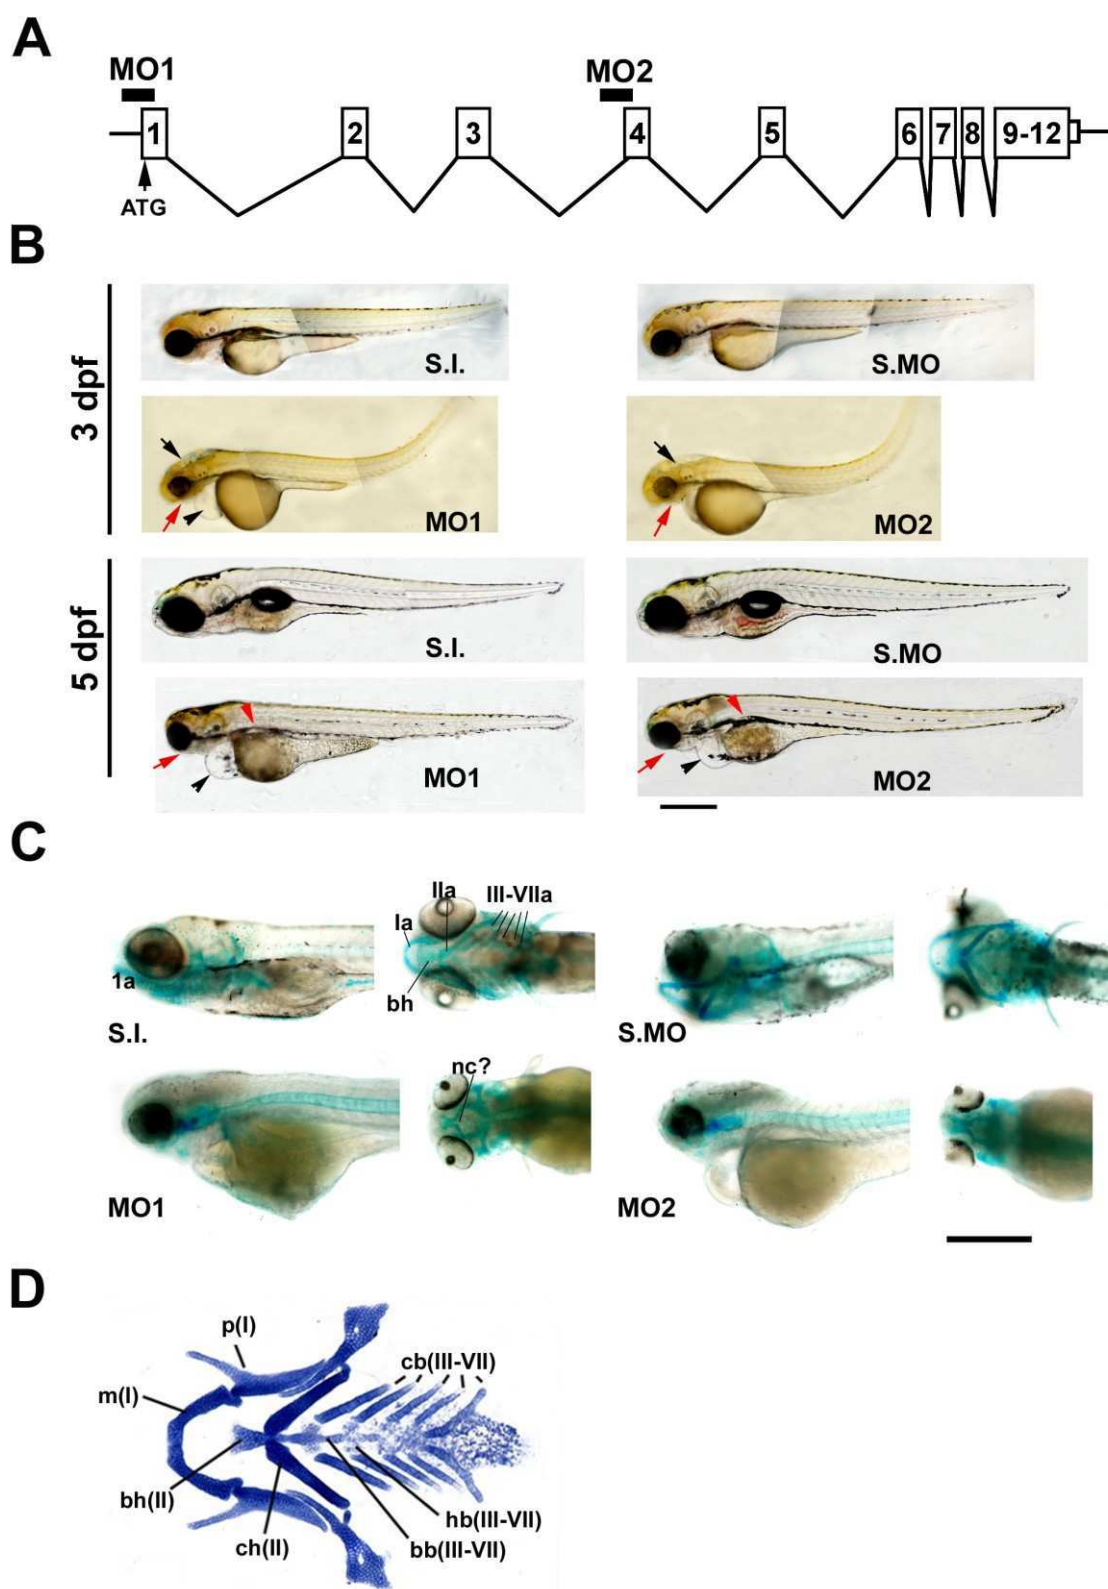 A
MO1 MO2
1 2 3 4 5 6 7 8 9-12
ATG
B
3 dpf
S.I. S.MO
MO1 MO2
5 dpf
S.I. S.MO
MO1 MO2
C
IIa III-VIIa
Ia
1a
bh
S.I. S.MO
nc?
MO1 MO2
D
p(I)
cb(III-VII)
m(I)
bh(II)
hb(III-VII)
ch(II) bb(III-VII)